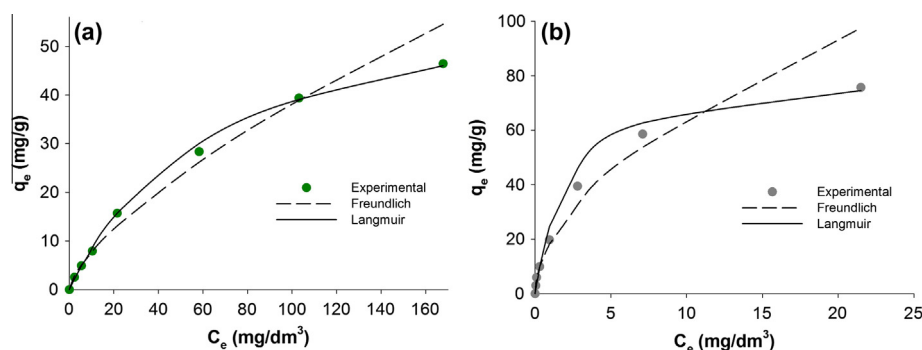 (a)
50
40
30
20
10
0
qe (mg/g)
Experimental
Freundlich
Langmuir
0 20 40 60 80 100 120 140 160
Ce (mg/dm3)
(b)
100
80
60
40
20
0
qe (mg/g)
Experimental
Freundlich
Langmuir
0 5 10 15 20 25
Ce (mg/dm3)